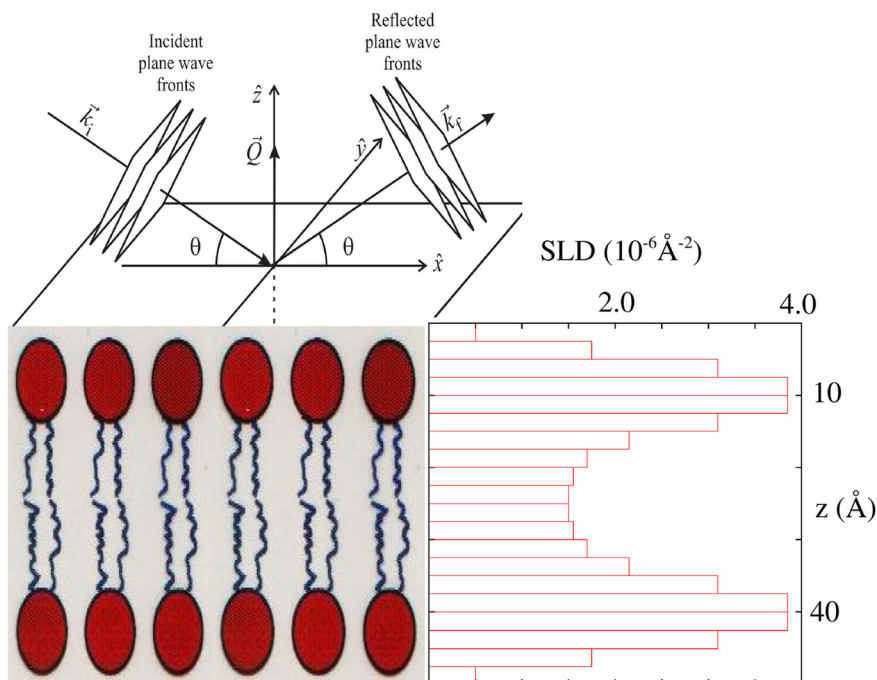 Incident
plane wave
fronts
Reflected
plane wave
fronts
k⃗i
ẑ
Q⃗
ŷ
k⃗f
θ
θ
x̂
SLD (10⁻⁶Å⁻²)
2.0
4.0
10
z (Å)
40